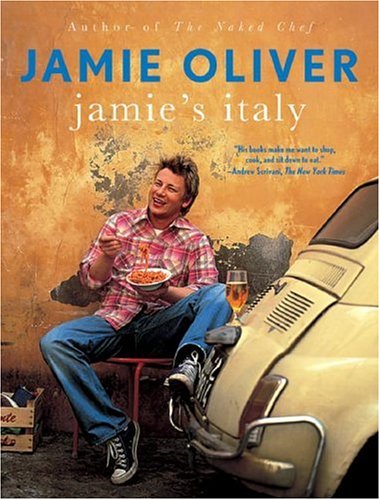 Author of The Naked Chef
JAMIE OLIVER
jamie's italy
"His books make me want to shop,
cook, and sit down to eat."
–Andrew Scrivani, The New York Times